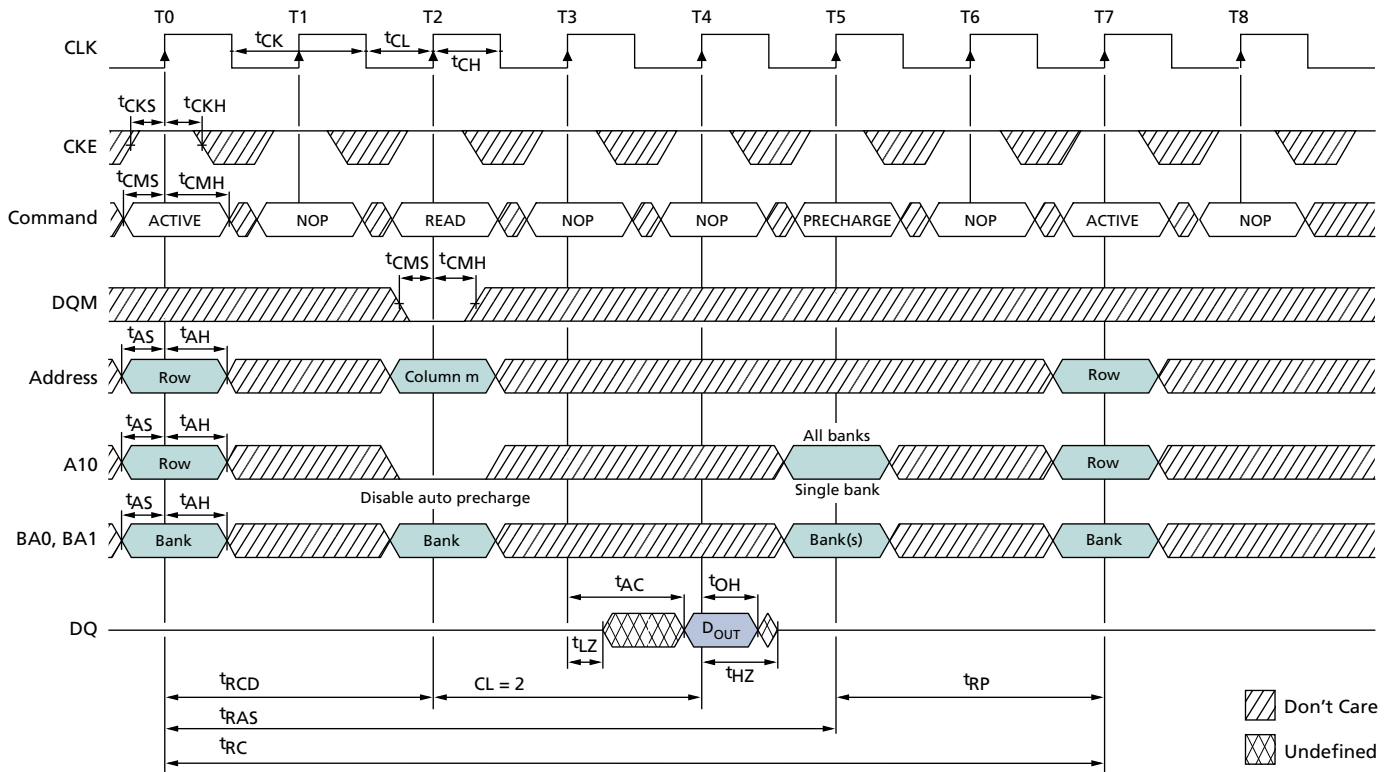 T0 T1 T2 T3 T4 T5 T6 T7 T8
CLK
tCK tCL
tCH
tCKS tCKH
CKE
tCMS tCMH
Command ACTIVE NOP READ NOP NOP PRECHARGE NOP ACTIVE NOP
tCMS tCMH
DQM
tAS tAH
Address Row Column m Row
tAS tAH All banks
A10 Row Row
Disable auto precharge Single bank
tAS tAH
BA0, BA1 Bank Bank Bank(s) Bank
tAC tOH
DQ DOUT
tLZ tHZ
tRCD CL = 2 tRP
tRAS Don't Care
tRC Undefined